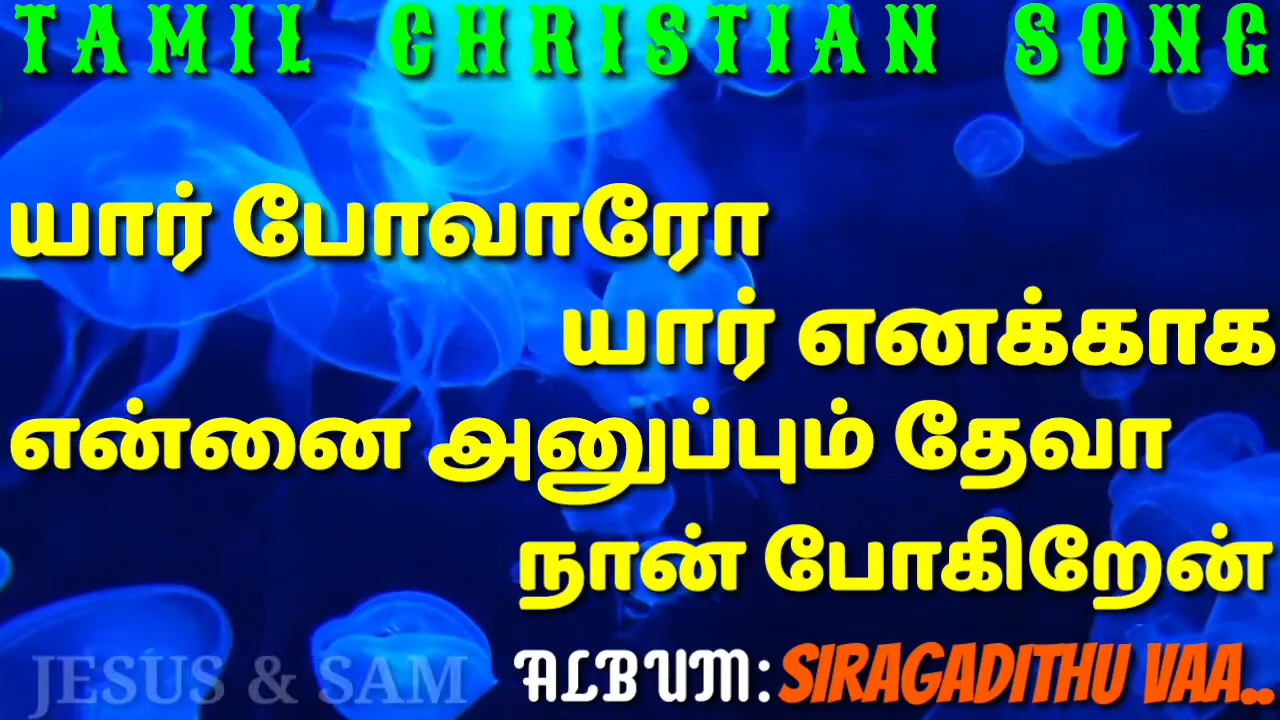 TAMIL CHRISTIAN SONG
யார் போவாரோ
யார் எனக்காக
என்னை அனுப்பும் தேவா
நான் போகிறேன்
JESUS & SAM
ALBUM: SIRAGADITHU VAA..